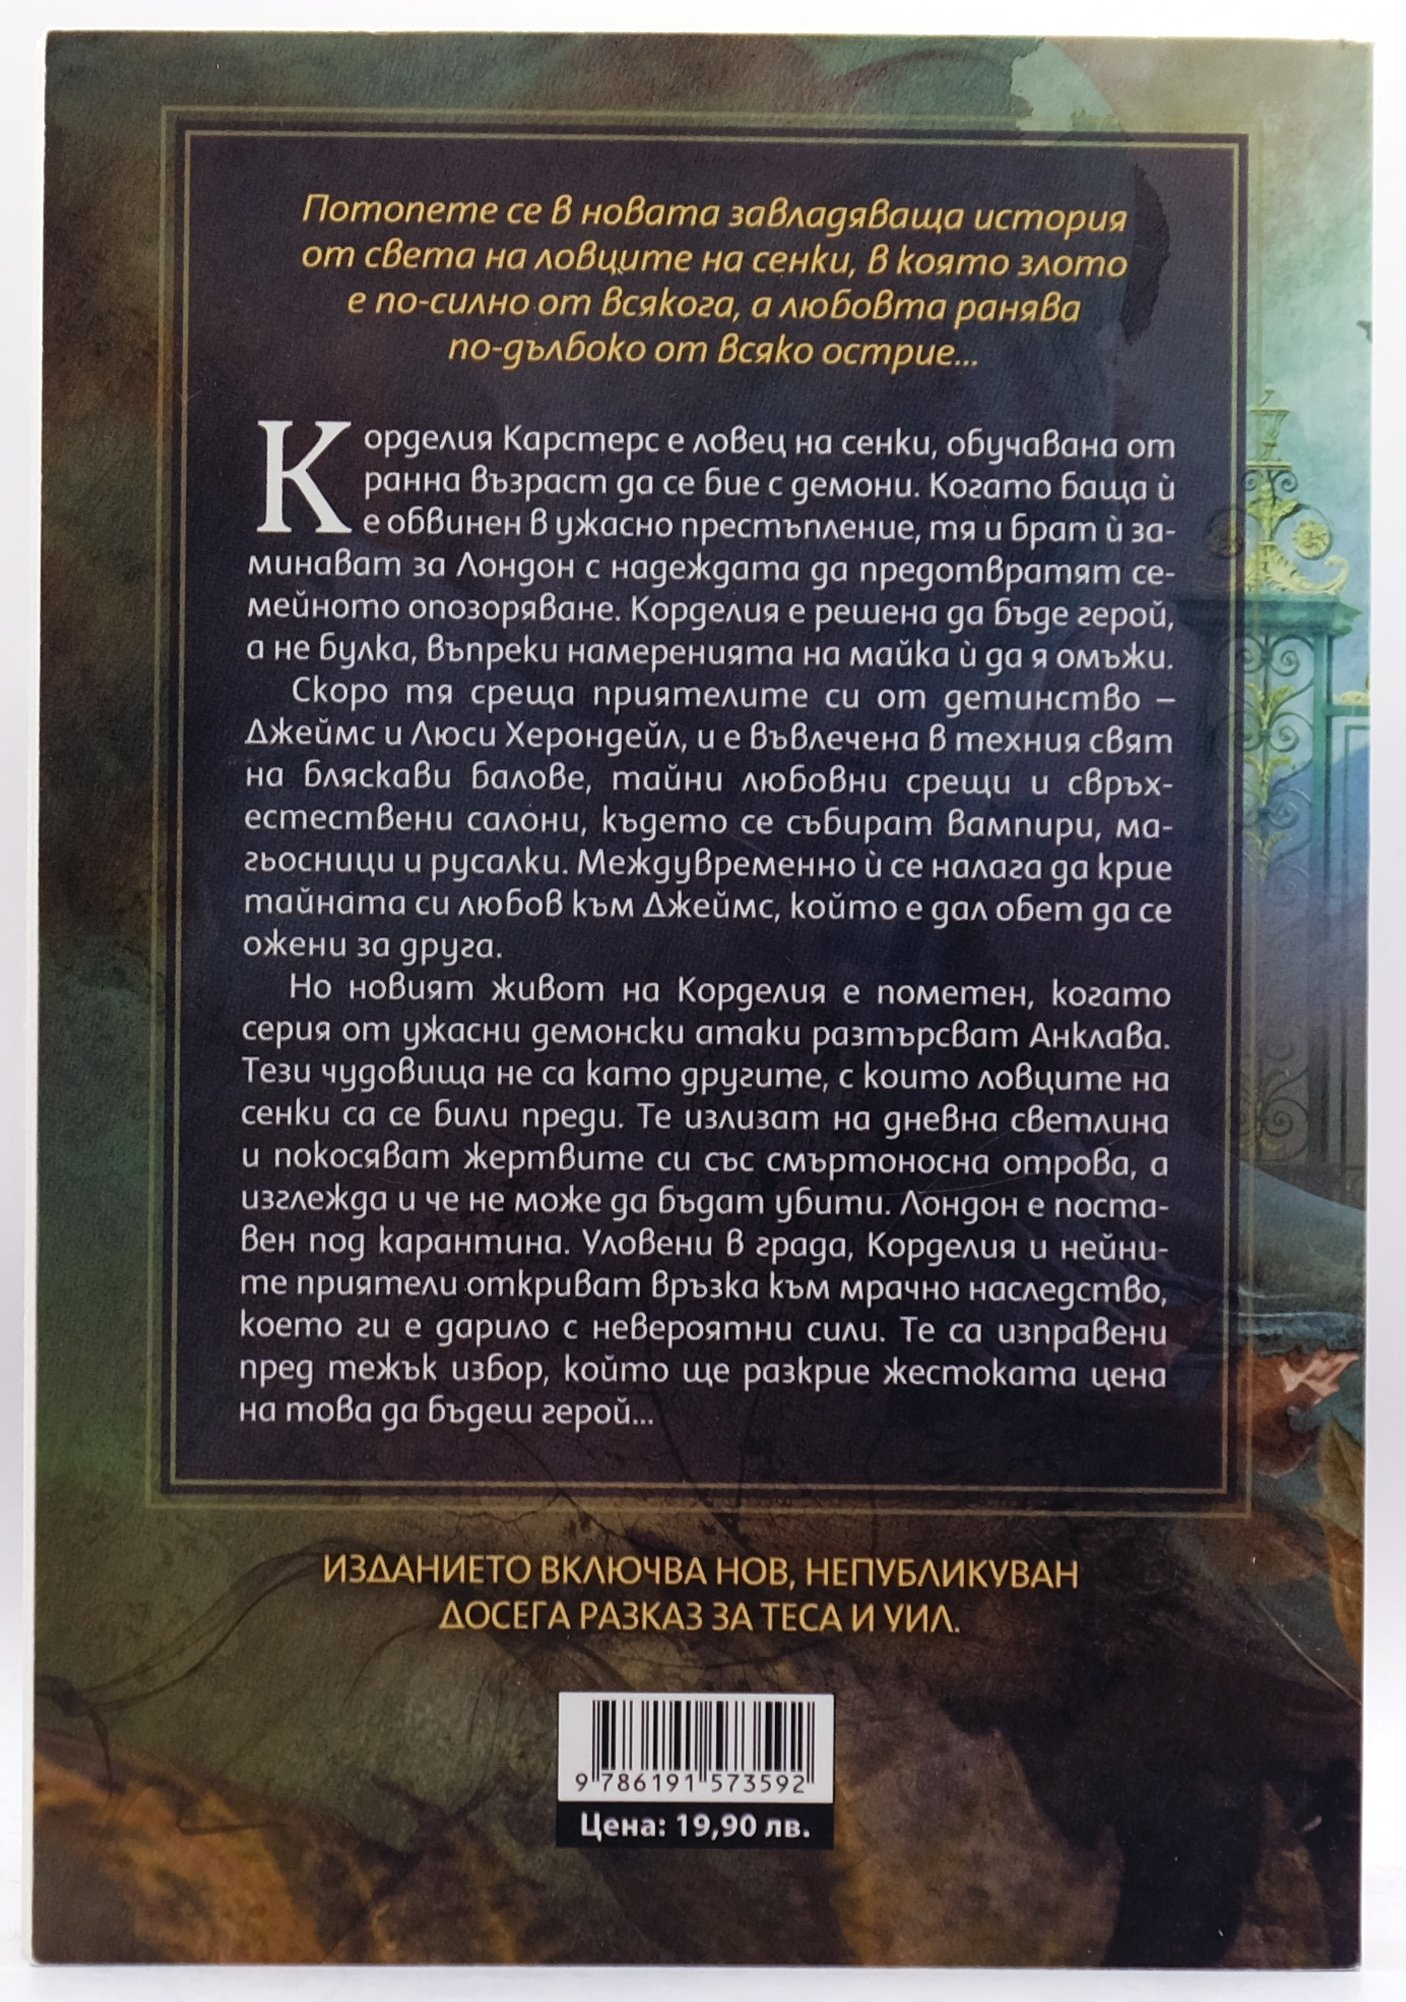 Потопете се в новата завладяваща история
от света на ловците на сенки, в която злото
е по-силно от всякога, а любовта ранява
по-дълбоко от всяко острие...
Корделия Карстерс е ловец на сенки, обучавана от
ранна възраст да се бие с демони. Когато баща ѝ
е обвинен в ужасно престъпление, тя и брат ѝ за-
минават за Лондон с надеждата да предотвратят се-
мейното опозоряване. Корделия е решена да бъде герой,
а не булка, въпреки намеренията на майка ѝ да я омъжи.
Скоро тя среща приятелите си от детинство –
Джеймс и Люси Херондейл, и е въвлечена в техния свят
на бляскави балове, тайни любовни срещи и свръх-
естествени салони, където се събират вампири, ма-
гьосници и русалки. Междувременно ѝ се налага да крие
тайната си любов към Джеймс, който е дал обет да се
ожени за друга.
Но новият живот на Корделия е пометен, когато
серия от ужасни демонски атаки разтърсват Анклава.
Тези чудовища не са като другите, с които ловците на
сенки са се били преди. Те излизат на дневна светлина
и покосяват жертвите си със смъртоносна отрова, а
изглежда и че не може да бъдат убити. Лондон е поста-
вен под карантина. Уловени в града, Корделия и нейни-
те приятели откриват връзка към мрачно наследство,
което ги е дарило с невероятни сили. Те са изправени
пред тежък избор, който ще разкрие жестоката цена
на това да бъдеш герой...
ИЗДАНИЕТО ВКЛЮЧВА НОВ, НЕПУБЛИКУВАН
ДОСЕГА РАЗКАЗ ЗА ТЕСА И УИЛ.
9 786191 573592
Цена: 19,90 лв.